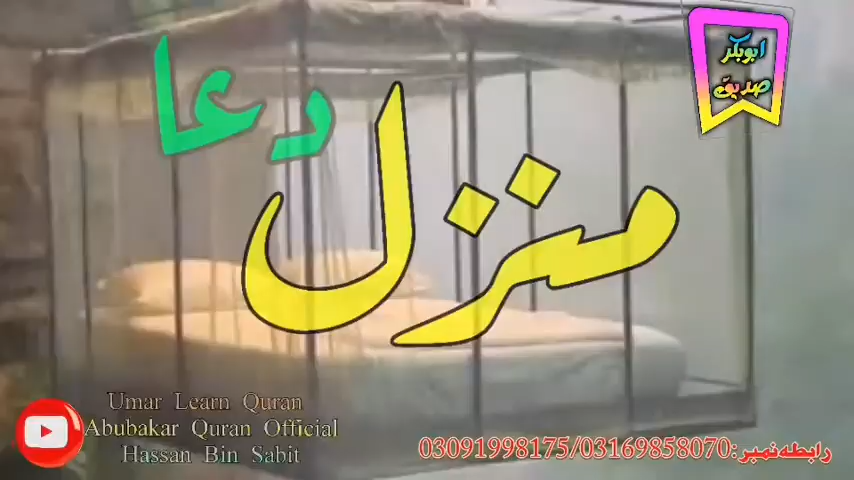 ابوبکر
صدیق
دعا
منزل
Umar Learn Quran
Abubakar Quran Official
Hassan Bin Sabit
رابطہ نمبر:03091998175/03169858070